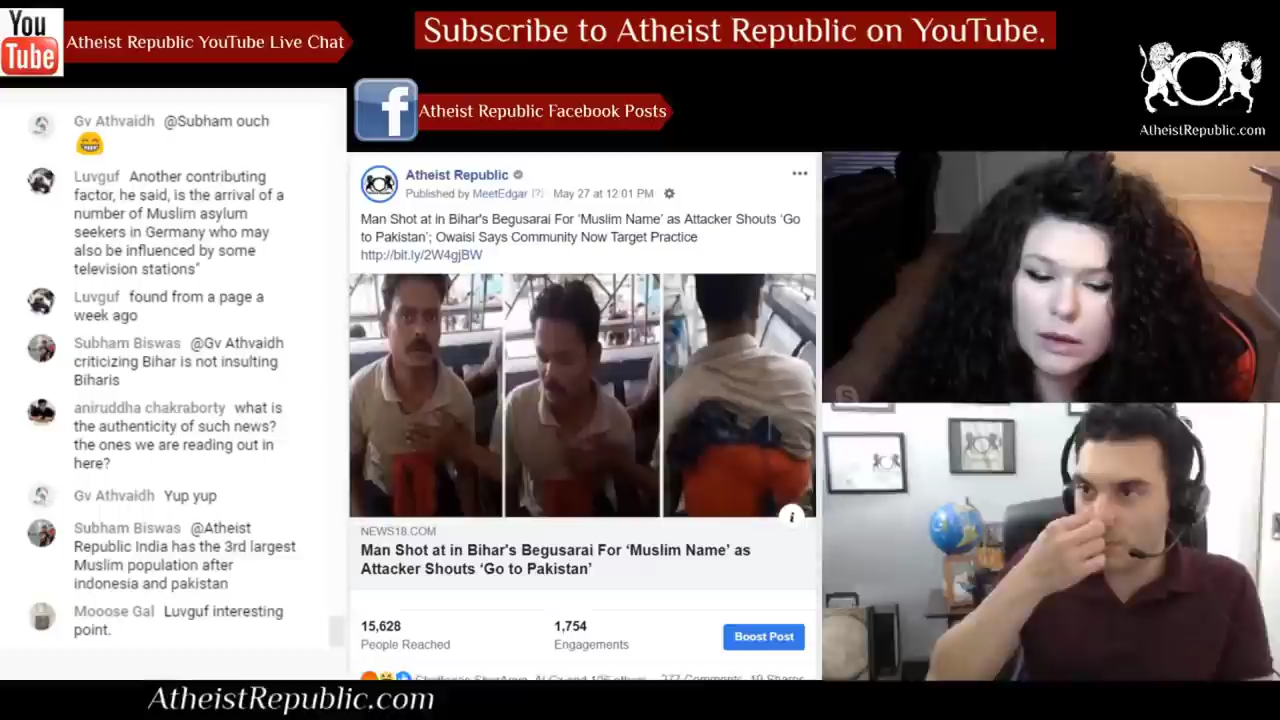 You
Tube
Atheist Republic YouTube Live Chat
Subscribe to Atheist Republic on YouTube.
AtheistRepublic.com
f
Atheist Republic Facebook Posts
Gv Athvaidh @Subham ouch
Luvguf Another contributing
factor, he said, is the arrival of a
number of Muslim asylum
seekers in Germany who may
also be influenced by some
television stations"
Luvguf found from a page a
week ago
Subham Biswas @Gv Athvaidh
criticizing Bihar is not insulting
Biharis
aniruddha chakraborty what is
the authenticity of such news?
the ones we are reading out in
here?
Gv Athvaidh Yup yup
Subham Biswas @Atheist
Republic India has the 3rd largest
Muslim population after
indonesia and pakistan
Mooose Gal Luvguf interesting
point.
Atheist Republic
Published by MeetEdgar [?] May 27 at 12:01 PM
Man Shot at in Bihar's Begusarai For 'Muslim Name' as Attacker Shouts 'Go
to Pakistan'; Owaisi Says Community Now Target Practice
http://bit.ly/2W4gjBW
i
NEWS18.COM
Man Shot at in Bihar's Begusarai For 'Muslim Name' as
Attacker Shouts 'Go to Pakistan'
15,628
People Reached
1,754
Engagements
Boost Post
S
AtheistRepublic.com